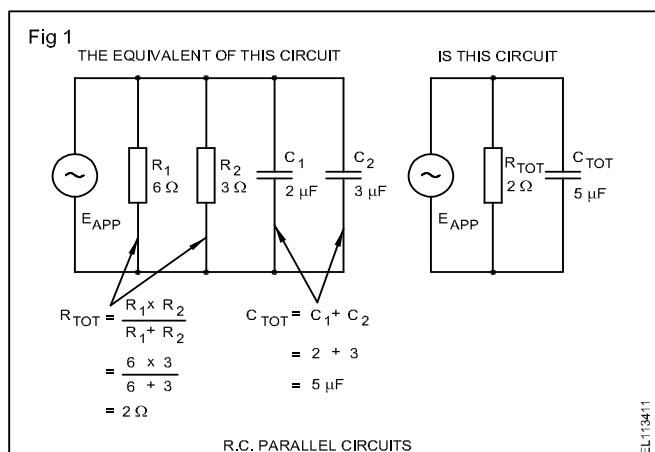 Fig 1
THE EQUIVALENT OF THIS CIRCUIT
IS THIS CIRCUIT
R1
6 Ω
R2
3 Ω
C1
2 µF
C2
3 µF
~
EAPP
~
EAPP
RTOT
2 Ω
CTOT
5 µF
RTOT = R1 x R2
R1 + R2
= 6 x 3
6 + 3
= 2 Ω
CTOT = C1 + C2
= 2 + 3
= 5 µF
R.C. PARALLEL CIRCUITS
EL113411